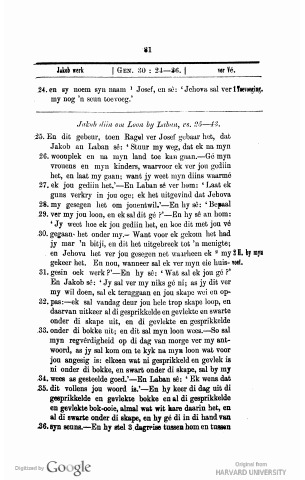 81
Jakob werk [GEN. 30 : 24—36.] ver Vé.
24. en sy noem syn naam ¹ Josef, en sê: 'Jehova sal ver 1 Toevoeging.
my nog 'n seun toevoeg.'
Jakob diin om Loon by Laban, vs. 25—43.
25. En dit gebeur, toen Ragel ver Josef gebaar het, dat
Jakob an Laban sê: 'Stuur my weg, dat ek na myn
26. woonplek en na myn land toe kan gaan.—Gé myn
vrouens en myn kinders, waarvoor ek ver jou gediin
het, en laat my gaan; want jy weet myn diins waarmé
27. ek jou gediin het.'—En Laban sê ver hom: 'Laat ek
guns verkry in jou oge; ek het uitgevind dat Jehova
28. my gesegen het om jouentwil.'—En hy sê: 'Bepaal
29. ver my jou loon, en ek sal dit gé?'—En hy sê an hom:
'Jy weet hoe ek jou gediin het, en koe dit met jou vé
30. gegaan het onder my.—Want voor ek gekom het had
jy mar 'n bitji, en dit het uitgebreek tot 'n menigte;
en Jehova het ver jou gesegen net waarheen ek * my 2 H. by myn
gekeer het. En nou, wanneer sal ek ver myn eie huis- voet.
31. gesin oek werk?'—En hy sê: 'Wat sal ek jou gé?'
En Jakob sê: 'Jy sal ver my niks gé ni; as jy dit ver
my wil doen, sal ek teruggaan en jou skape wei en op-
32. pas:—ek sal vandag deur jou hele trop skape loop, en
daarvan uitkeer al di gesprikkelde en gevlekte en swarte
onder di skape uit, en di gevlekte en gesprikkelde
33. onder di bokke uit; en dit sal myn loon wees.—So sal
myn regvêrdigheid op di dag van morge ver my ant-
woord, as jy sal kom om te kyk na myn loon wat voor
jou angesig is: elkeen wat ni gesprikkeld en gevlek is
ni onder di bokke, en swart onder di skape, sal by my
34. wees as gesteelde goed.'—En Laban sê: ' Ek wens dat
35. dit vollens jou woord is.'—En hy keer di dag uit di
gesprikkelde en gevlekte bokke en al di gesprikkelde
en gevlekte bok-ooie, almal wat wit hare daarin het, en
al di swarte onder di skape, en hy gé di in di hand van
36. syn seuns.—En hy stel 3 dagreise tussen hom en tussen
Digitized by Google
Original from
HARVARD UNIVERSITY